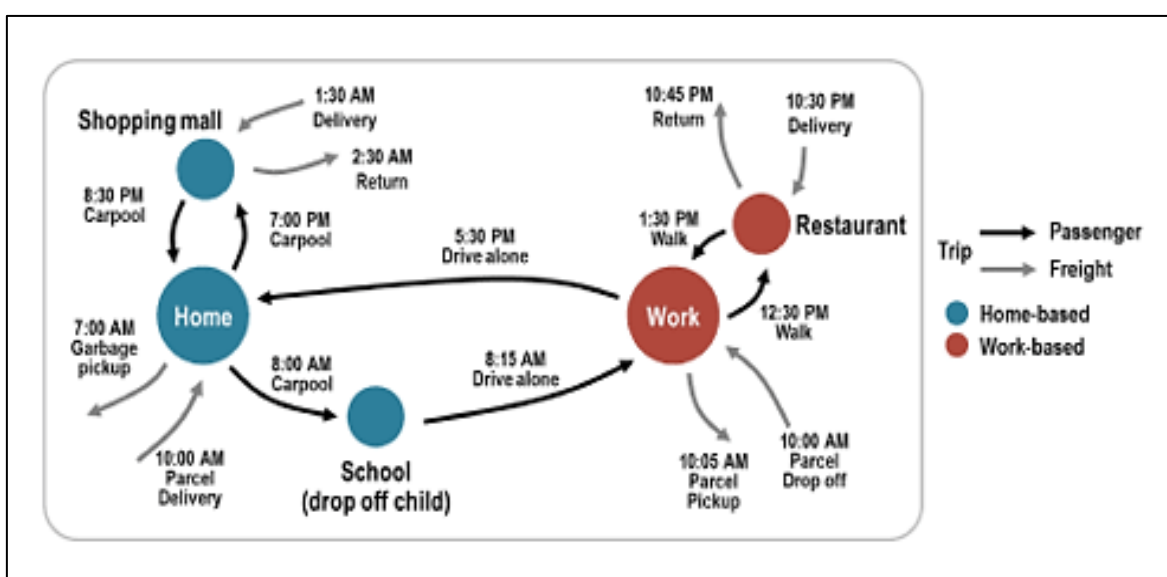 Shopping mall
1:30 AM
Delivery
2:30 AM
Return
8:30 PM
Carpool
7:00 PM
Carpool
10:45 PM
Return
10:30 PM
Delivery
1:30 PM
Walk
Restaurant
5:30 PM
Drive alone
Home
Work
12:30 PM
Walk
7:00 AM
Garbage
pickup
8:00 AM
Carpool
8:15 AM
Drive alone
10:00 AM
Parcel
Delivery
School
(drop off child)
10:05 AM
Parcel
Pickup
10:00 AM
Parcel
Drop off
Trip
Passenger
Freight
Home-based
Work-based